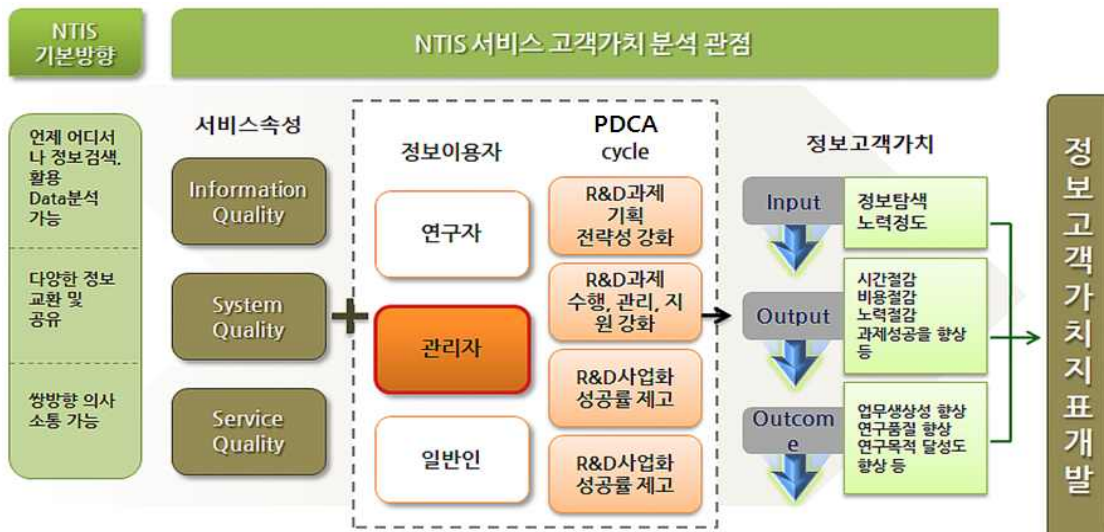 NTIS
기본방향
NTIS 서비스 고객가치 분석 관점
언제 어디서
나 정보검색,
활용
Data분석
가능
다양한 정보
교환 및
공유
쌍방향 의사
소통 가능
서비스속성
Information
Quality
System
Quality
Service
Quality
정보이용자
연구자
관리자
일반인
PDCA
cycle
R&D과제
기획
전략성 강화
R&D과제
수행, 관리, 지
원 강화
R&D사업화
성공률 제고
R&D사업화
성공률 제고
정보고객가치
Input
정보탐색
노력정도
Output
시간절감
비용절감
노력절감
과제성공율 향상
등
Outcom
e
업무생상성 향상
연구품질 향상
연구목적 달성도
향상 등
정보고객가치지표개발